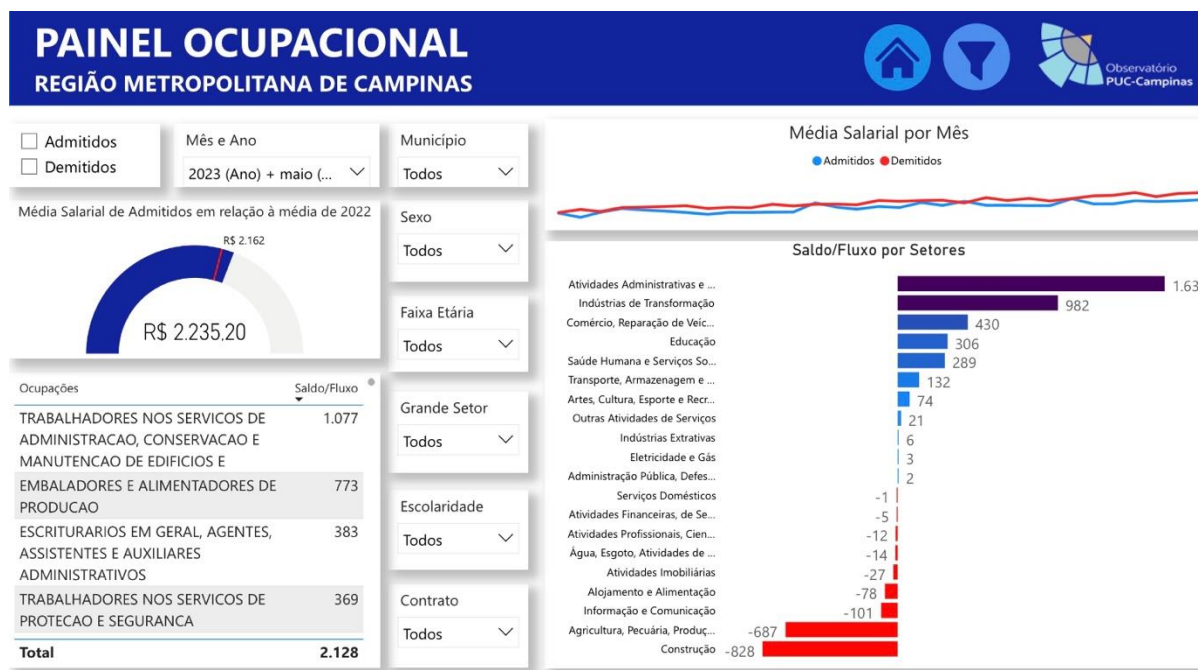 PAINEL OCUPACIONAL
REGIÃO METROPOLITANA DE CAMPINAS
Observatório
PUC-Campinas
Admitidos
Demitidos
Mês e Ano
2023 (Ano) + maio (...
Município
Todos
Média Salarial de Admitidos em relação à média de 2022
R$ 2.162
R$ 2.235,20
Sexo
Todos
Faixa Etária
Todos
Grande Setor
Todos
Escolaridade
Todos
Contrato
Todos
Ocupações Saldo/Fluxo
TRABALHADORES NOS SERVICOS DE 1.077
ADMINISTRACAO, CONSERVACAO E
MANUTENCAO DE EDIFICIOS E
EMBALADORES E ALIMENTADORES DE 773
PRODUCAO
ESCRITURARIOS EM GERAL, AGENTES, 383
ASSISTENTES E AUXILIARES
ADMINISTRATIVOS
TRABALHADORES NOS SERVICOS DE 369
PROTECAO E SEGURANCA
Total 2.128
Média Salarial por Mês
Admitidos Demitidos
Saldo/Fluxo por Setores
Atividades Administrativas e ... 1.63
Indústrias de Transformação 982
Comércio, Reparação de Veíc... 430
Educação 306
Saúde Humana e Serviços So... 289
Transporte, Armazenagem e ... 132
Artes, Cultura, Esporte e Recr... 74
Outras Atividades de Serviços 21
Indústrias Extrativas 6
Eletricidade e Gás 3
Administração Pública, Defes... 2
Serviços Domésticos -1
Atividades Financeiras, de Se... -5
Atividades Profissionais, Cien... -12
Água, Esgoto, Atividades de ... -14
Atividades Imobiliárias -27
Alojamento e Alimentação -78
Informação e Comunicação -101
Agricultura, Pecuária, Produç... -687
Construção -828